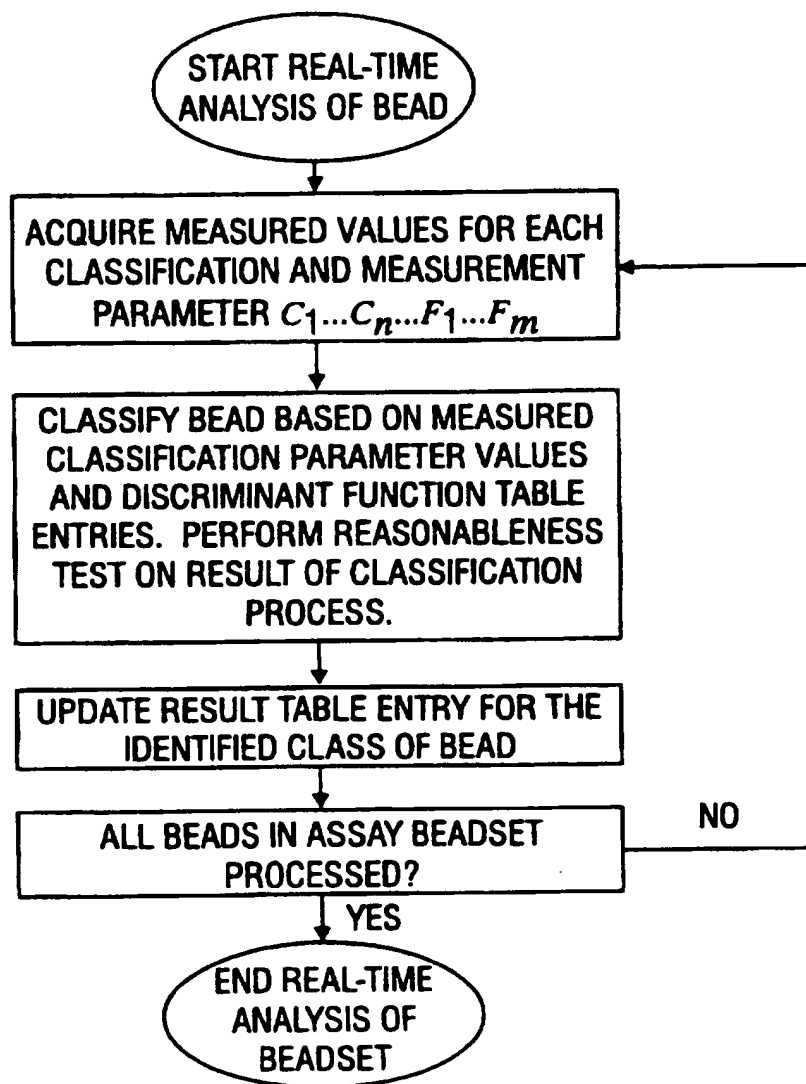 START REAL-TIME
ANALYSIS OF BEAD
ACQUIRE MEASURED VALUES FOR EACH
CLASSIFICATION AND MEASUREMENT
PARAMETER C1...Cn...F1...Fm
CLASSIFY BEAD BASED ON MEASURED
CLASSIFICATION PARAMETER VALUES
AND DISCRIMINANT FUNCTION TABLE
ENTRIES. PERFORM REASONABLENESS
TEST ON RESULT OF CLASSIFICATION
PROCESS.
UPDATE RESULT TABLE ENTRY FOR THE
IDENTIFIED CLASS OF BEAD
ALL BEADS IN ASSAY BEADSET
PROCESSED?
NO
YES
END REAL-TIME
ANALYSIS OF
BEADSET